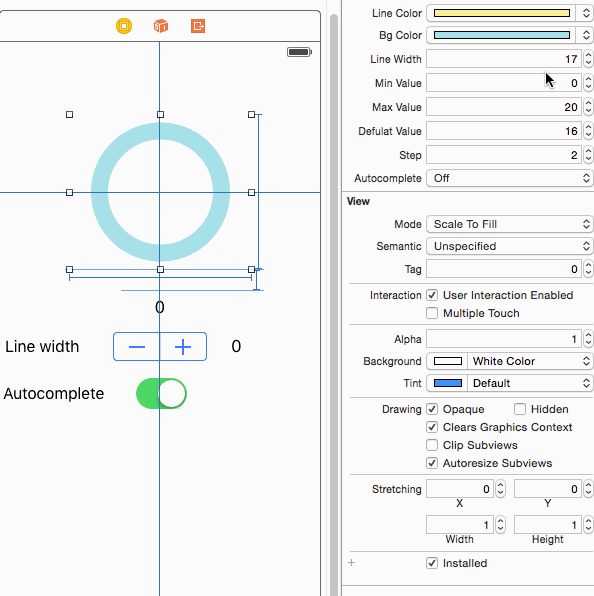 0
Line width
0
Autocomplete
Line Color
Bg Color
Line Width 17
Min Value 0
Max Value 20
Defulat Value 16
Step 2
Autocomplete Off
View
Mode Scale To Fill
Semantic Unspecified
Tag 0
Interaction User Interaction Enabled
Multiple Touch
Alpha 1
Background White Color
Tint Default
Drawing Opaque Hidden
Clears Graphics Context
Clip Subviews
Autoresize Subviews
Stretching 0 0
X Y
1 1
Width Height
Installed